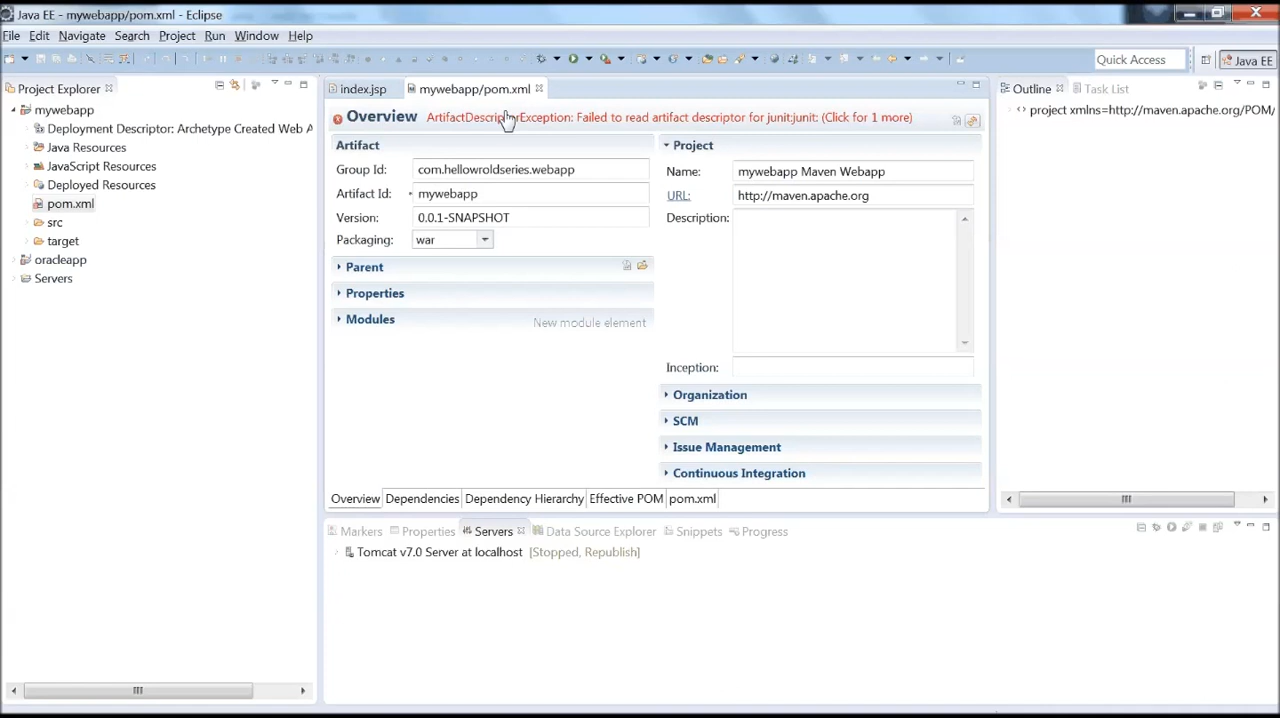 Java EE - mywebapp/pom.xml - Eclipse
File Edit Navigate Search Project Run Window Help
Quick Access
Java EE
Project Explorer
mywebapp
Deployment Descriptor: Archetype Created Web A
Java Resources
JavaScript Resources
Deployed Resources
pom.xml
src
target
oracleapp
Servers
index.jsp
mywebapp/pom.xml
Overview
ArtifactDescriptorException: Failed to read artifact descriptor for junit:junit: (Click for 1 more)
Artifact
Group Id: com.hellowroldseries.webapp
Artifact Id: mywebapp
Version: 0.0.1-SNAPSHOT
Packaging: war
Parent
Properties
Modules
New module element
Project
Name: mywebapp Maven Webapp
URL: http://maven.apache.org
Description:
Inception:
Organization
SCM
Issue Management
Continuous Integration
Overview Dependencies Dependency Hierarchy Effective POM pom.xml
Outline Task List
project xmlns=http://maven.apache.org/POM/
Markers Properties Servers Data Source Explorer Snippets Progress
Tomcat v7.0 Server at localhost [Stopped, Republish]